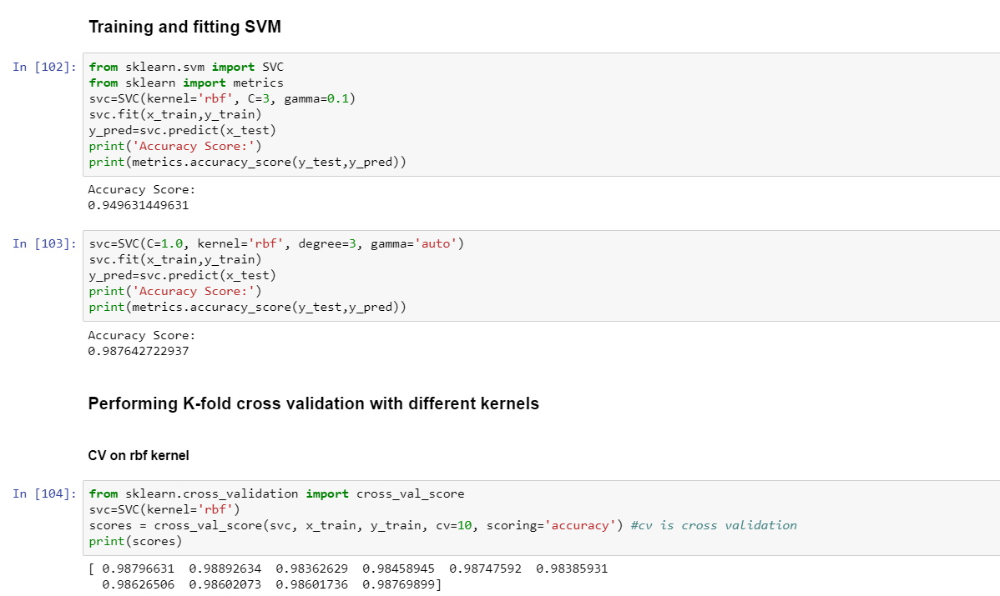 Training and fitting SVM
In [102]: from sklearn.svm import SVC
from sklearn import metrics
svc=SVC(kernel='rbf', C=3, gamma=0.1)
svc.fit(x_train,y_train)
y_pred=svc.predict(x_test)
print('Accuracy Score:')
print(metrics.accuracy_score(y_test,y_pred))
Accuracy Score:
0.949631449631
In [103]: svc=SVC(C=1.0, kernel='rbf', degree=3, gamma='auto')
svc.fit(x_train,y_train)
y_pred=svc.predict(x_test)
print('Accuracy Score:')
print(metrics.accuracy_score(y_test,y_pred))
Accuracy Score:
0.987642722937
Performing K-fold cross validation with different kernels
CV on rbf kernel
In [104]: from sklearn.cross_validation import cross_val_score
svc=SVC(kernel='rbf')
scores = cross_val_score(svc, x_train, y_train, cv=10, scoring='accuracy') #cv is cross validation
print(scores)
[ 0.98796631 0.98892634 0.98362629 0.98458945 0.98747592 0.98385931
0.98626506 0.98602073 0.98601736 0.98769899]